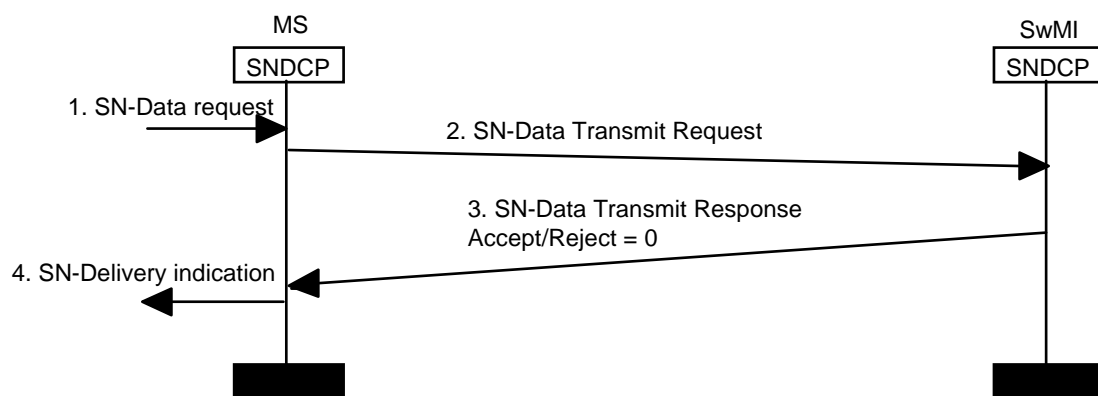 MS
SwMI
SNDCP
SNDCP
1. SN-Data request
2. SN-Data Transmit Request
3. SN-Data Transmit Response
Accept/Reject = 0
4. SN-Delivery indication